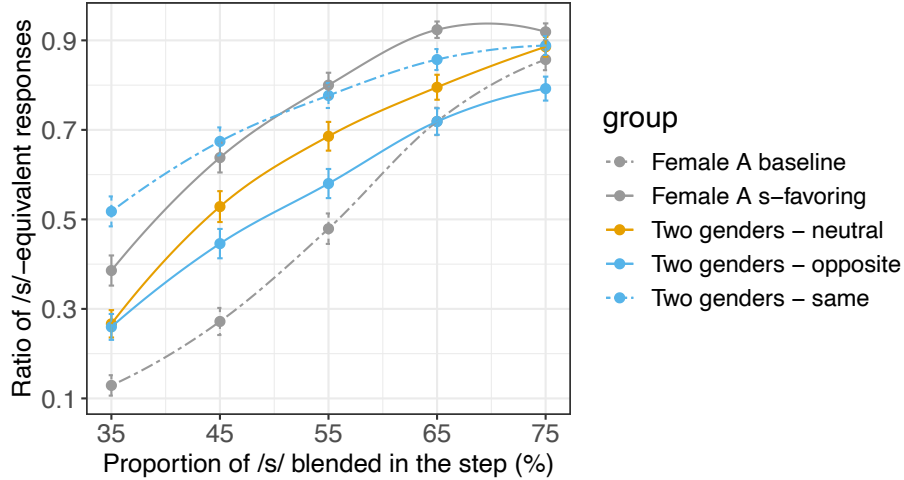 Ratio of /s/−equivalent responses
0.9
0.7
0.5
0.3
0.1
35 45 55 65 75
Proportion of /s/ blended in the step (%)
group
Female A baseline
Female A s−favoring
Two genders − neutral
Two genders − opposite
Two genders − same